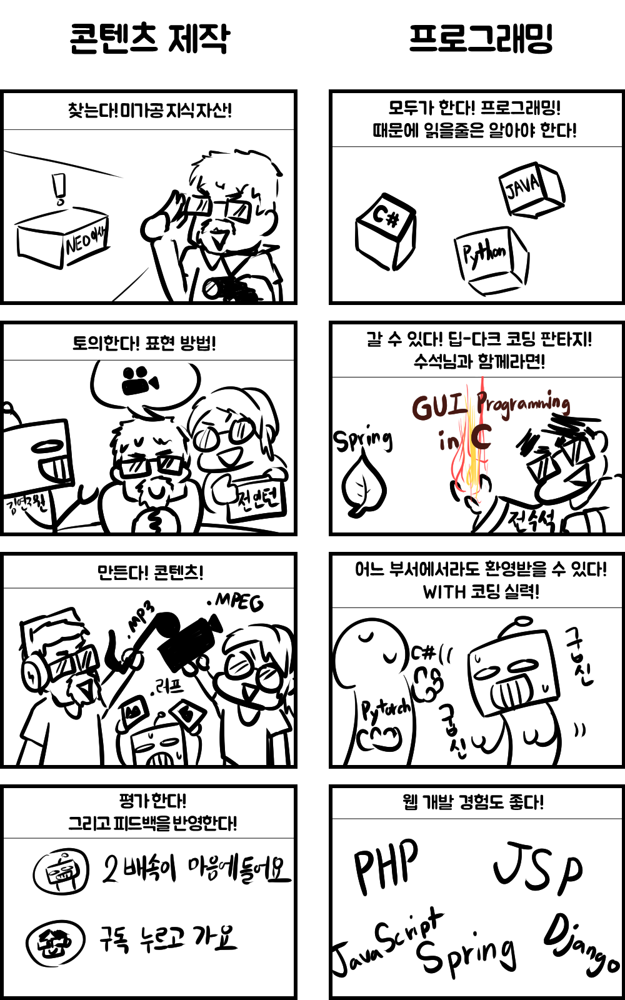 콘텐츠 제작
찾는다! 미가공 지식 자산!
!
NEO 이사
토의한다! 표현 방법!
김연구원
전인턴
만든다! 콘텐츠!
.MP3
.MPEG
.러프
평가 한다!
그리고 피드백을 반영한다!
2배속이 마음에 들어요
구독 누르고 가요
프로그래밍
모두가 한다! 프로그래밍!
때문에 읽을줄은 알아야 한다!
C#
JAVA
Python
갈 수 있다! 딥-다크 코딩 판타지!
수석님과 함께라면!
GUI Programming
in C
Spring
전수석
어느 부서에서라도 환영받을 수 있다!
WITH 코딩 실력!
C#
Pytorch
굽신
굽신
웹 개발 경험도 좋다!
PHP
JSP
JavaScript
Spring
Django